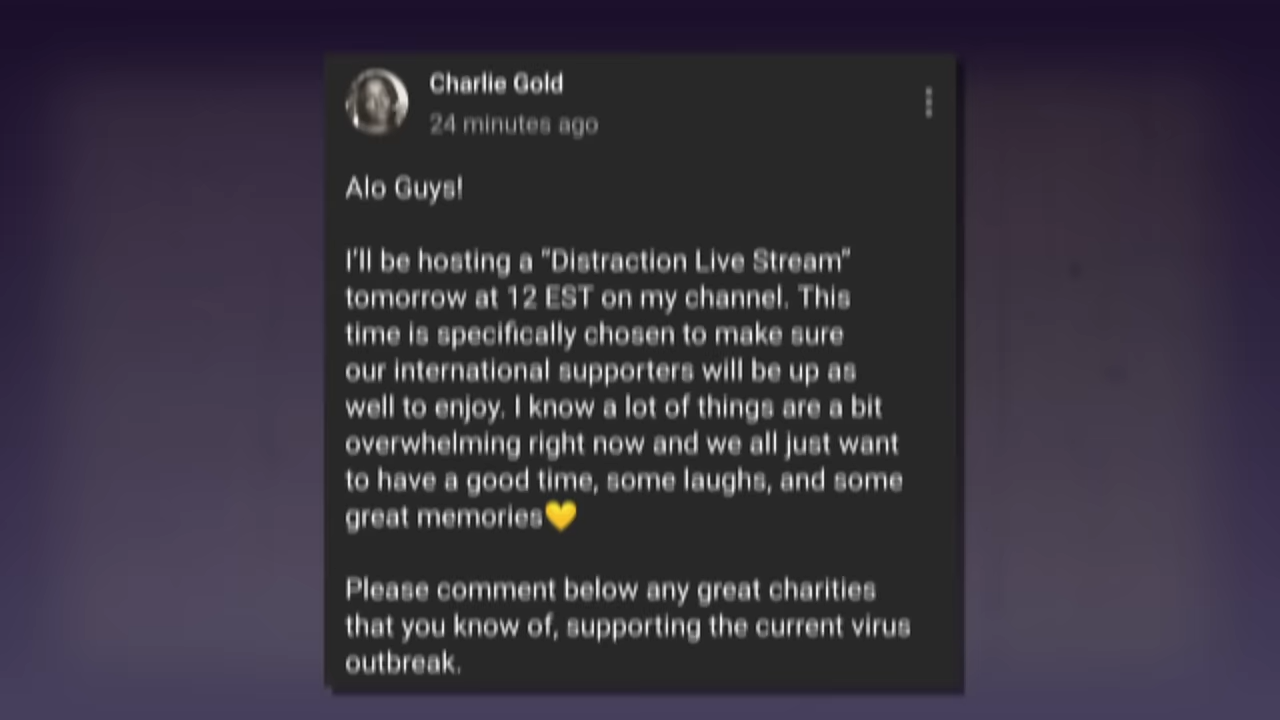 Charlie Gold
24 minutes ago
Alo Guys!
I'll be hosting a “Distraction Live Stream”
tomorrow at 12 EST on my channel. This
time is specifically chosen to make sure
our international supporters will be up as
well to enjoy. I know a lot of things are a bit
overwhelming right now and we all just want
to have a good time, some laughs, and some
great memories💛
Please comment below any great charities
that you know of, supporting the current virus
outbreak.